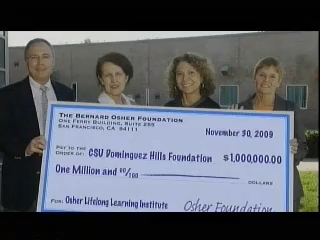 THE BERNARD OSHER FOUNDATION
ONE FERRY BUILDING, SUITE 255
SAN FRANCISCO, CA 94111
November 30, 2009
PAY TO THE
ORDER OF: CSU Dominguez Hills Foundation $1,000,000.00
One Million and 00/100 DOLLARS
FOR: Osher Lifelong Learning Institute Osher Foundation